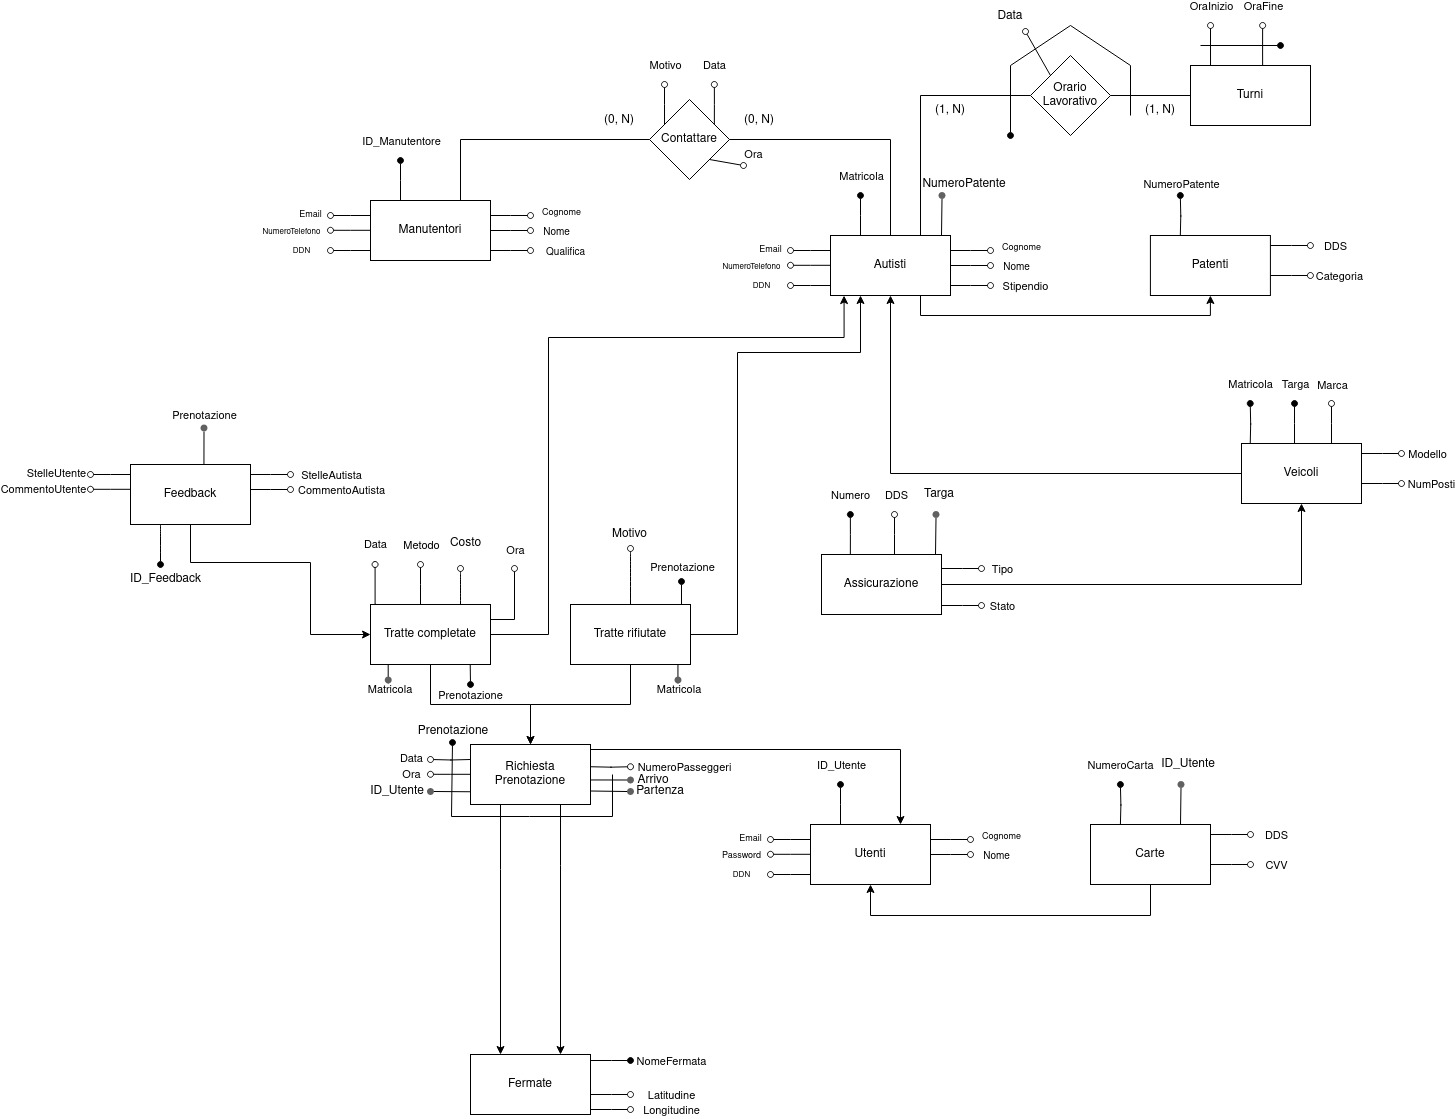 OraInizio
OraFine
Data
Orario
Lavorativo
Turni
(1, N)
(1, N)
Motivo
Data
(0, N)
(0, N)
Contattare
Ora
ID_Manutentore
Email
NumeroTelefono
DDN
Manutentori
Cognome
Nome
Qualifica
Matricola
NumeroPatente
Email
NumeroTelefono
DDN
Autisti
Cognome
Nome
Stipendio
NumeroPatente
Patenti
DDS
Categoria
Matricola
Targa
Marca
Veicoli
Modello
NumPosti
Prenotazione
StelleUtente
CommentoUtente
Feedback
StelleAutista
CommentoAutista
ID_Feedback
Numero
DDS
Targa
Assicurazione
Tipo
Stato
Data
Metodo
Costo
Ora
Tratte completate
Matricola
Prenotazione
Motivo
Prenotazione
Tratte rifiutate
Matricola
Prenotazione
Data
Ora
ID_Utente
Richiesta
Prenotazione
NumeroPasseggeri
Arrivo
Partenza
ID_Utente
Email
Password
DDN
Utenti
Cognome
Nome
NumeroCarta
ID_Utente
Carte
DDS
CVV
Fermate
NomeFermata
Latitudine
Longitudine